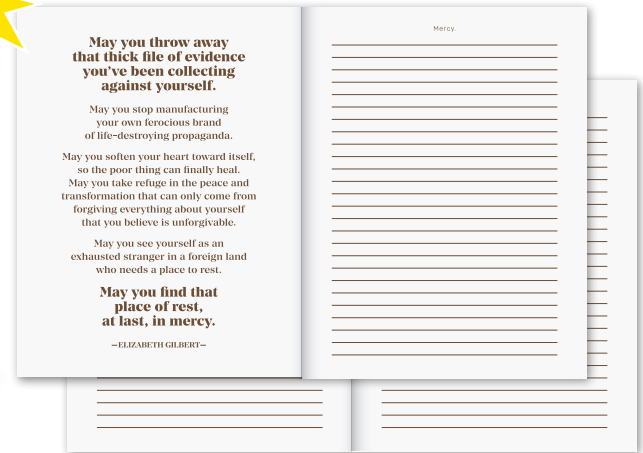 May you throw away
that thick file of evidence
you've been collecting
against yourself.
May you stop manufacturing
your own ferocious brand
of life-destroying propaganda.
May you soften your heart toward itself,
so the poor thing can finally heal.
May you take refuge in the peace and
transformation that can only come from
forgiving everything about yourself
that you believe is unforgivable.
May you see yourself as an
exhausted stranger in a foreign land
who needs a place to rest.
May you find that
place of rest,
at last, in mercy.
—ELIZABETH GILBERT—
Mercy.